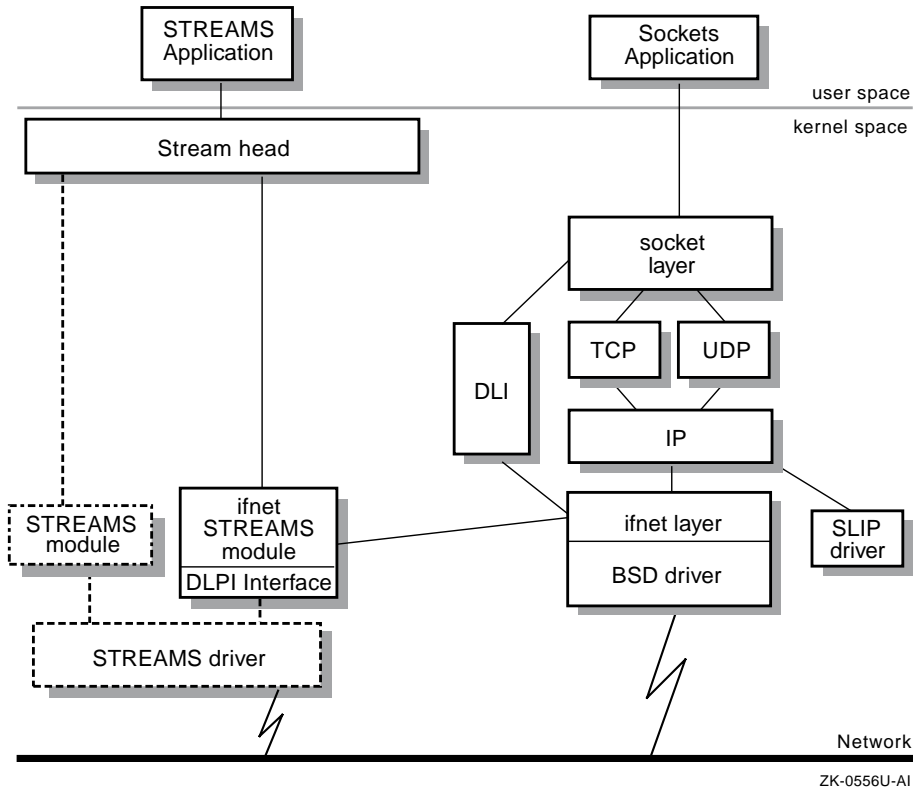 STREAMS
Application
Sockets
Application
user space
kernel space
Stream head
socket
layer
TCP
UDP
DLI
IP
ifnet
STREAMS
module
DLPI Interface
STREAMS
module
ifnet layer
BSD driver
SLIP
driver
STREAMS driver
Network
ZK-0556U-AI